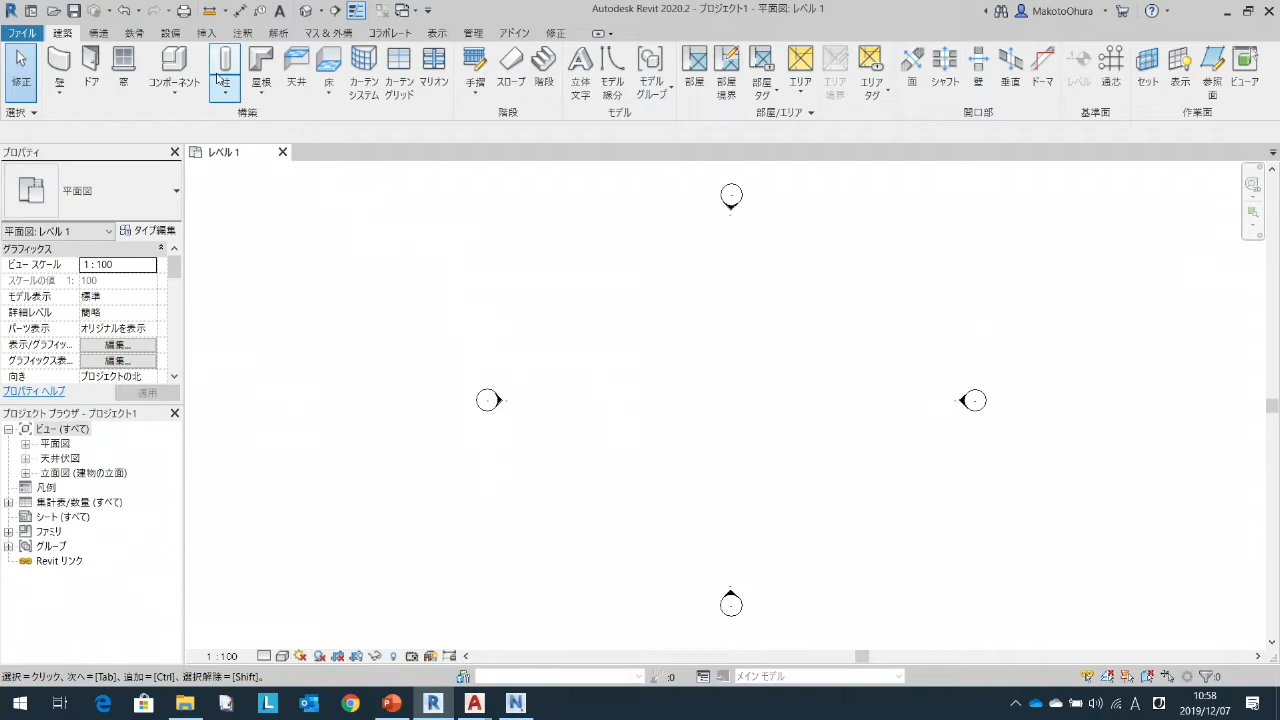 Autodesk Revit 2020.2 - プロジェクト1 - 平面図: レベル 1
MakotoOhura
ファイル 建築 構造 鉄骨 設備 挿入 注釈 解析 マス & 外構 コラボレート 表示 管理 アドイン 修正
修正 壁 ドア 窓 コンポーネント 柱 屋根 天井 床 カーテン システム カーテン グリッド マリオン 手摺 スロープ 階段 立体 文字 モデル 線分 モデル グループ 部屋 部屋 境界 部屋 タグ エリア エリア 境界 エリア タグ 面 シャフト 壁 垂直 ドーマ レベル 通芯 セット 表示 参照 面 ビューア
選択 構築 階段 モデル 部屋/エリア 開口部 基準面 作業面
プロパティ
レベル 1
平面図
平面図: レベル 1 タイプ編集
グラフィックス
ビュー スケール 1 : 100
スケールの値 1: 100
モデル表示 標準
詳細レベル 簡略
パーツ表示 オリジナルを表示
表示/グラフィッ... 編集...
グラフィックス表... 編集...
向き プロジェクトの北
プロパティ ヘルプ 適用
プロジェクト ブラウザ - プロジェクト1
ビュー (すべて)
平面図
天井伏図
立面図 (建物の立面)
凡例
集計表/数量 (すべて)
シート (すべて)
ファミリ
グループ
Revit リンク
1 : 100
選択=クリック、次へ=[Tab]、追加=[Ctrl]、選択解除=[Shift]。
:0
メイン モデル
:0
10:58
2019/12/07